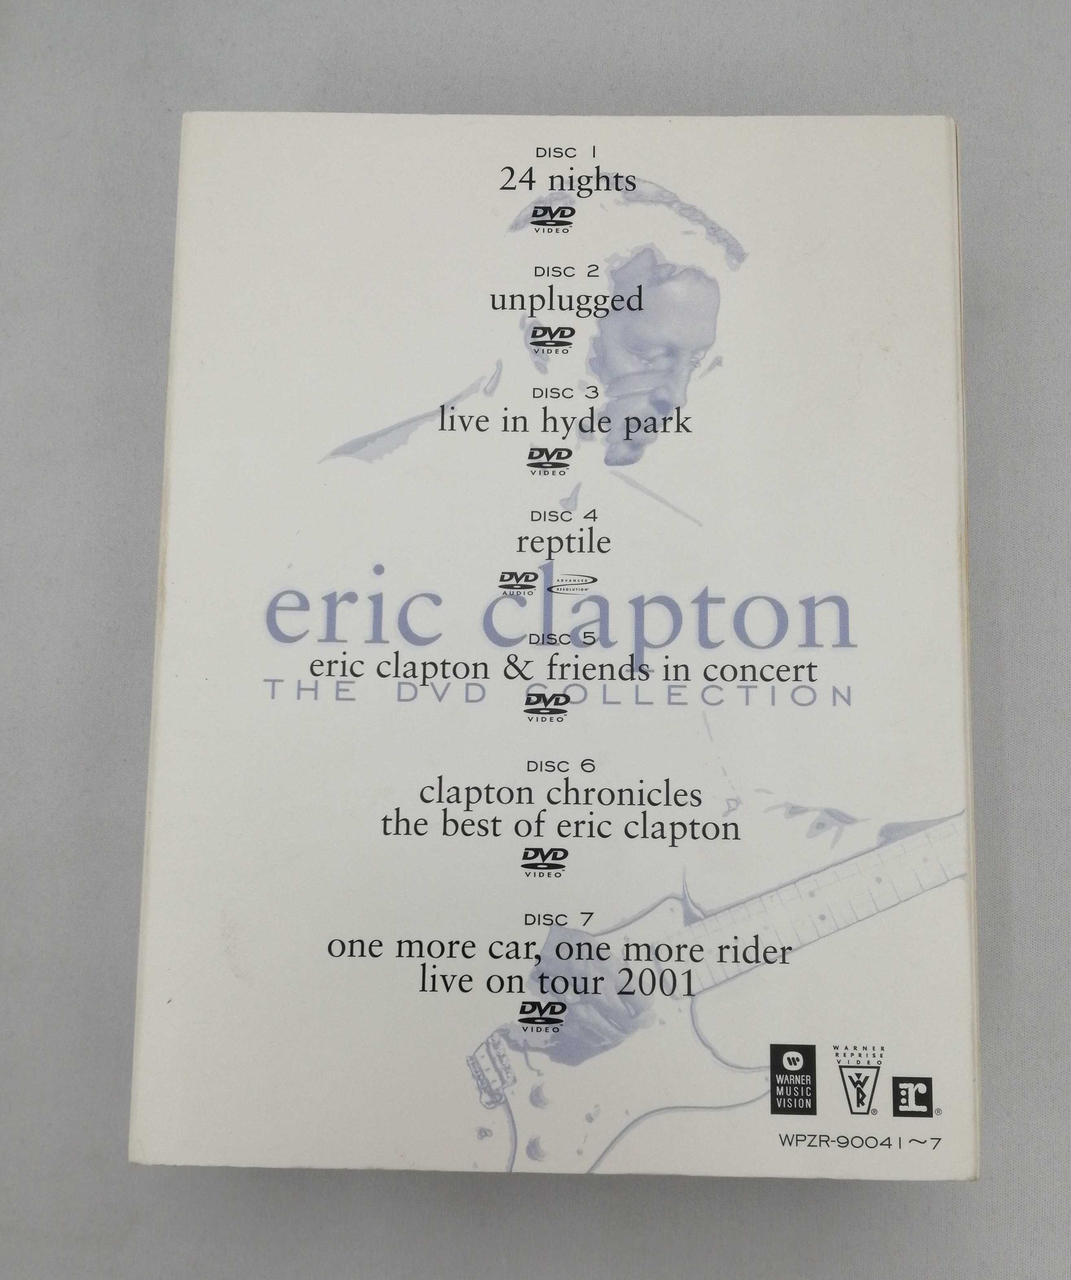 DISC 1
24 nights
DVD
VIDEO
DISC 2
unplugged
DVD
VIDEO
DISC 3
live in hyde park
DVD
VIDEO
DISC 4
reptile
DVD
AUDIO
ADVANCED
RESOLUTION
eric clapton
DISC 5
eric clapton & friends in concert
THE DVD COLLECTION
DVD
VIDEO
DISC 6
clapton chronicles
the best of eric clapton
DVD
VIDEO
DISC 7
one more car, one more rider
live on tour 2001
DVD
VIDEO
WARNER
MUSIC
VISION
WARNER
REPRISE
VIDEO
WR®
r®
WPZR-90041~7